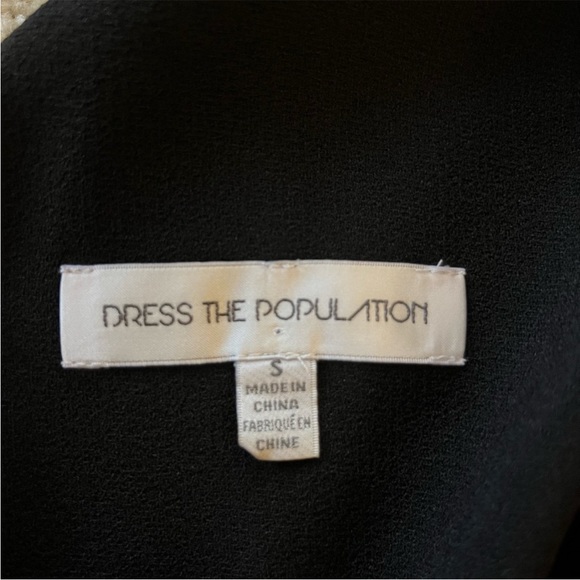 DRESS THE POPULATION
S
MADE IN
CHINA
FABRIQUÉ EN
CHINE